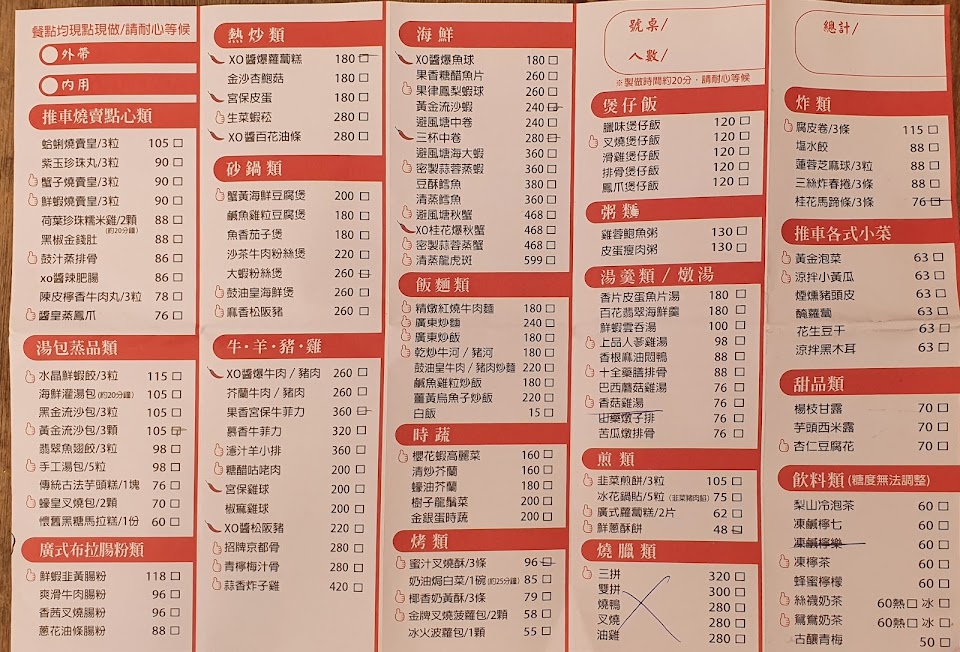 餐點均現點現做/請耐心等候
外帶
內用
推車燒賣點心類
蛤蜊燒賣皇/3粒 105
紫玉珍珠丸/3粒 90
蟹子燒賣皇/3粒 90
鮮蝦燒賣皇/3粒 90
荷葉珍珠糯米雞/2顆 88
(約20分鐘)
黑椒金錢肚 88
鼓汁蒸排骨 86
xo醬辣肥腸 86
陳皮檸香牛肉丸/3粒 78
醬皇蒸鳳爪 76
湯包蒸品類
水晶鮮蝦餃/3粒 115
海鮮灌湯包(約20分鐘) 105
黑金流沙包/3粒 105
黃金流沙包/3顆 105
翡翠魚翅餃/3粒 98
手工湯包/5粒 98
傳統古法芋頭糕/1塊 76
蠔皇叉燒包/2顆 70
懷舊黑糖馬拉糕/1份 60
廣式布拉腸粉類
鮮蝦韭黃腸粉 118
爽滑牛肉腸粉 96
香茜叉燒腸粉 96
蔥花油條腸粉 88
熱炒類
XO醬爆蘿蔔糕 180
金沙杏鮑菇 180
宮保皮蛋 180
生菜蝦菘 280
XO醬百花油條 280
砂鍋類
蟹黃海鮮豆腐煲 200
鹹魚雞粒豆腐煲 180
魚香茄子煲 180
沙茶牛肉粉絲煲 220
大蝦粉絲煲 260
鼓油皇海鮮煲 260
麻香松阪豬 260
牛·羊·豬·雞
XO醬爆牛肉/豬肉 260
芥蘭牛肉/豬肉 260
果香宮保牛菲力 360
慕香牛菲力 320
濦汁羊小排 360
糖醋咕咾肉 200
宮保雞球 200
椒麻雞球 200
XO醬松阪豬 220
招牌京都骨 280
青檸梅汁骨 280
蒜香炸子雞 420
海鮮
XO醬爆魚球 180
果香糖醋魚片 260
果律鳳梨蝦球 260
黃金流沙蝦 240
避風塘中卷 280
三杯中卷 280
避風塘海大蝦 360
密製蒜蓉蒸蝦 360
豆酥鱈魚 380
清蒸鱈魚 380
避風塘秋蟹 468
XO桂花爆秋蟹 468
密製蒜蓉蒸蟹 468
清蒸龍虎斑 599
飯麵類
精燉紅燒牛肉麵 180
廣東炒麵 240
廣東炒飯 180
乾炒牛河/豬河 180
鼓油皇牛肉/豬肉炒麵 220
鹹魚雞粒炒飯 180
薑黃烏魚子炒飯 220
白飯 15
時蔬
櫻花蝦高麗菜 160
清炒芥蘭 160
蠔油芥蘭 180
樹子龍鬚菜 200
金銀蛋時蔬 200
烤類
蜜汁叉燒酥/3條 96
奶油焗白菜/1碗(約25分鐘) 85
椰香奶黃酥/3條 79
金牌叉燒菠蘿包/2顆 58
冰火菠蘿包/1顆 55
號桌/
人數/
※製做時間約20分,請耐心等候
煲仔飯
臘味煲仔飯 120
叉燒煲仔飯 120
滑雞煲仔飯 120
排骨煲仔飯 120
鳳爪煲仔飯 120
粥麵
雞蓉鮑魚粥 130
皮蛋瘦肉粥 130
湯羹類/燉湯
香片皮蛋魚片湯 180
百花翡翠海鮮羹 180
鮮蝦雲吞湯 100
上品人蔘雞湯 98
香根麻油悶鴨 88
十全藥膳排骨 88
巴西蘑菇雞湯 76
香菇雞湯 76
田藥燉子排 76
苦瓜燉排骨 76
煎類
韭菜煎餅/3粒 105
冰花鍋貼/5粒(韭菜豬肉餡) 75
廣式蘿蔔糕/2片 62
鮮蔥酥餅 48
燒臘類
三拼 320
雙拼 300
燒鴨 280
叉燒 280
油雞 280
總計/
炸類
腐皮卷/3條 115
塩水餃 88
蓮蓉芝麻球/3粒 88
三絲炸春捲/3條 88
桂花馬蹄條/3條 76
推車各式小菜
黃金泡菜 63
涼拌小黃瓜 63
煙燻豬頭皮 63
醃蘿蔔 63
花生豆干 63
涼拌黑木耳 63
甜品類
楊枝甘露 70
芋頭西米露 70
杏仁豆腐花 70
飲料類(糖度無法調整)
梨山冷泡茶 60
凍鹹檸七 60
凍鹹檸樂 60
凍檸茶 60
蜂蜜檸檬 60
絲襪奶茶 60熱 冰
鴛鴦奶茶 60熱 冰
古釀青梅 50